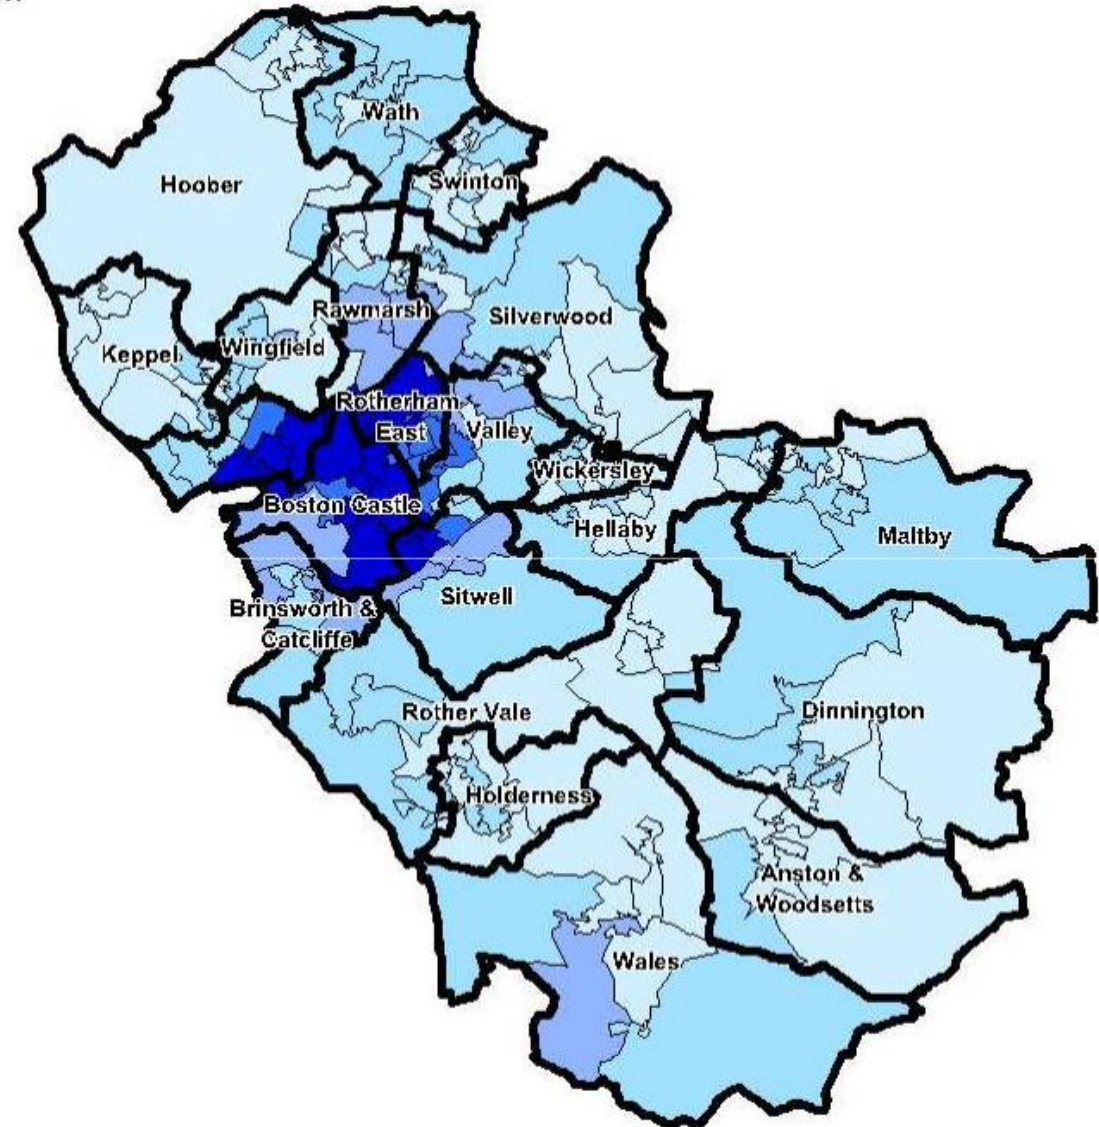 Wath
Hoober
Swinton
Rawmarsh
Silverwood
Keppel
Wingfield
Rotherham
East
Valley
Wickersley
Boston Castle
Hellaby
Maltby
Sitwell
Brinsworth &
Catcliffe
Rother Vale
Dinnington
Holderness
Anston &
Woodsetts
Wales